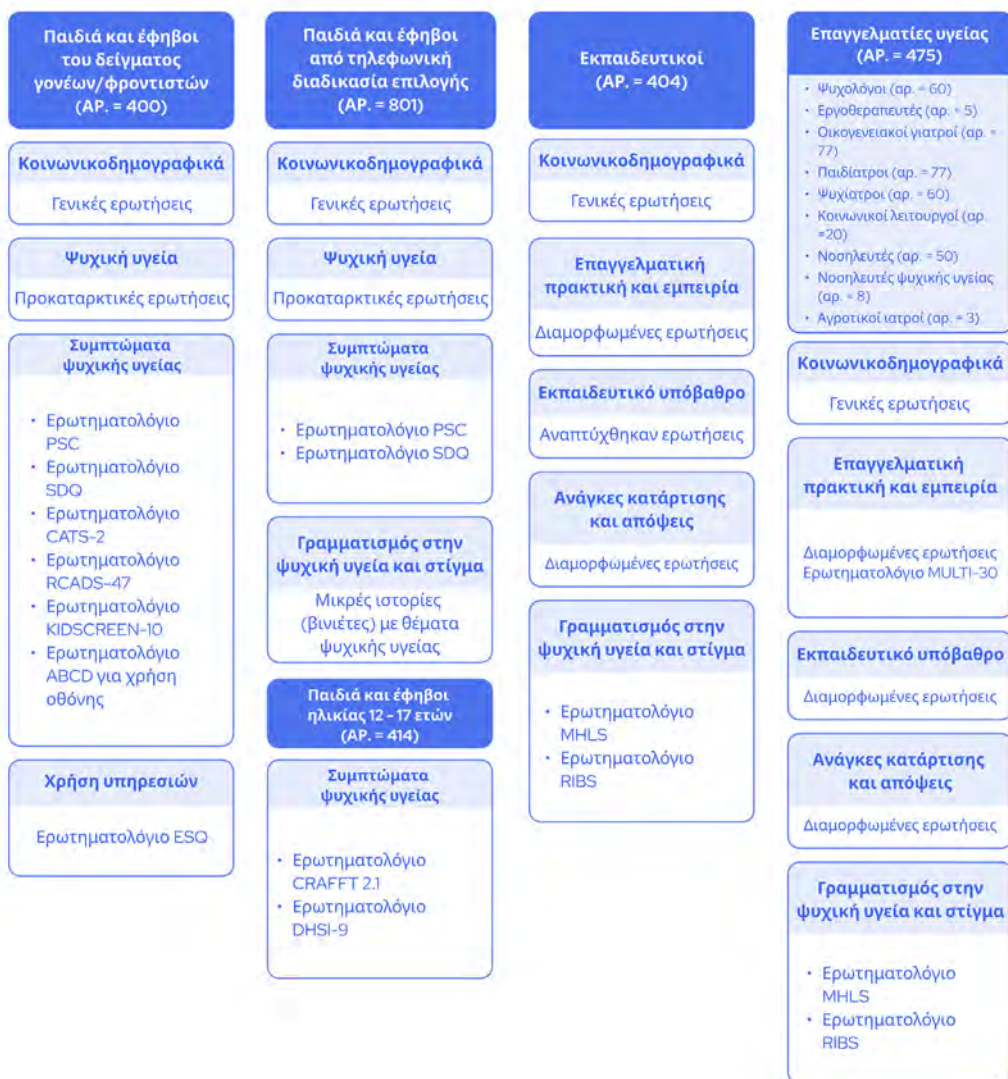 Παιδιά και έφηβοι
του δείγματος
γονέων/φροντιστών
(ΑΡ. = 400)
Κοινωνικοδημογραφικά
Γενικές ερωτήσεις
Ψυχική υγεία
Προκαταρκτικές ερωτήσεις
Συμπτώματα
ψυχικής υγείας
• Ερωτηματολόγιο
PSC
• Ερωτηματολόγιο
SDQ
• Ερωτηματολόγιο
CATS-2
• Ερωτηματολόγιο
RCADS-47
• Ερωτηματολόγιο
KIDSCREEN-10
• Ερωτηματολόγιο
ABCD για χρήση
οθόνης
Χρήση υπηρεσιών
Ερωτηματολόγιο ESQ
Παιδιά και έφηβοι
από τηλεφωνική
διαδικασία επιλογής
(ΑΡ. = 801)
Κοινωνικοδημογραφικά
Γενικές ερωτήσεις
Ψυχική υγεία
Προκαταρκτικές ερωτήσεις
Συμπτώματα
ψυχικής υγείας
• Ερωτηματολόγιο PSC
• Ερωτηματολόγιο SDQ
Γραμματισμός στην
ψυχική υγεία και στίγμα
Μικρές ιστορίες
(βινιέτες) με θέματα
ψυχικής υγείας
Παιδιά και έφηβοι
ηλικίας 12 - 17 ετών
(ΑΡ. = 414)
Συμπτώματα
ψυχικής υγείας
• Ερωτηματολόγιο
CRAFFT 2.1
• Ερωτηματολόγιο
DHSI-9
Εκπαιδευτικοί
(ΑΡ. = 404)
Κοινωνικοδημογραφικά
Γενικές ερωτήσεις
Επαγγελματική
πρακτική και εμπειρία
Διαμορφωμένες ερωτήσεις
Εκπαιδευτικό υπόβαθρο
Αναπτύχθηκαν ερωτήσεις
Ανάγκες κατάρτισης
και απόψεις
Διαμορφωμένες ερωτήσεις
Γραμματισμός στην
ψυχική υγεία και στίγμα
• Ερωτηματολόγιο
MHLS
• Ερωτηματολόγιο
RIBS
Επαγγελματίες υγείας
(ΑΡ. = 475)
• Ψυχολόγοι (αρ. = 60)
• Εργοθεραπευτές (αρ. = 5)
• Οικογενειακοί γιατροί (αρ. =
77)
• Παιδίατροι (αρ. = 77)
• Ψυχίατροι (αρ. = 60)
• Κοινωνικοί λειτουργοί (αρ.
=20)
• Νοσηλευτές (αρ. = 50)
• Νοσηλευτές ψυχικής υγείας
(αρ. = 8)
• Αγροτικοί ιατροί (αρ. = 3)
Κοινωνικοδημογραφικά
Γενικές ερωτήσεις
Επαγγελματική
πρακτική και εμπειρία
Διαμορφωμένες ερωτήσεις
Ερωτηματολόγιο MULTI-30
Εκπαιδευτικό υπόβαθρο
Διαμορφωμένες ερωτήσεις
Ανάγκες κατάρτισης
και απόψεις
Διαμορφωμένες ερωτήσεις
Γραμματισμός στην
ψυχική υγεία και στίγμα
• Ερωτηματολόγιο
MHLS
• Ερωτηματολόγιο
RIBS